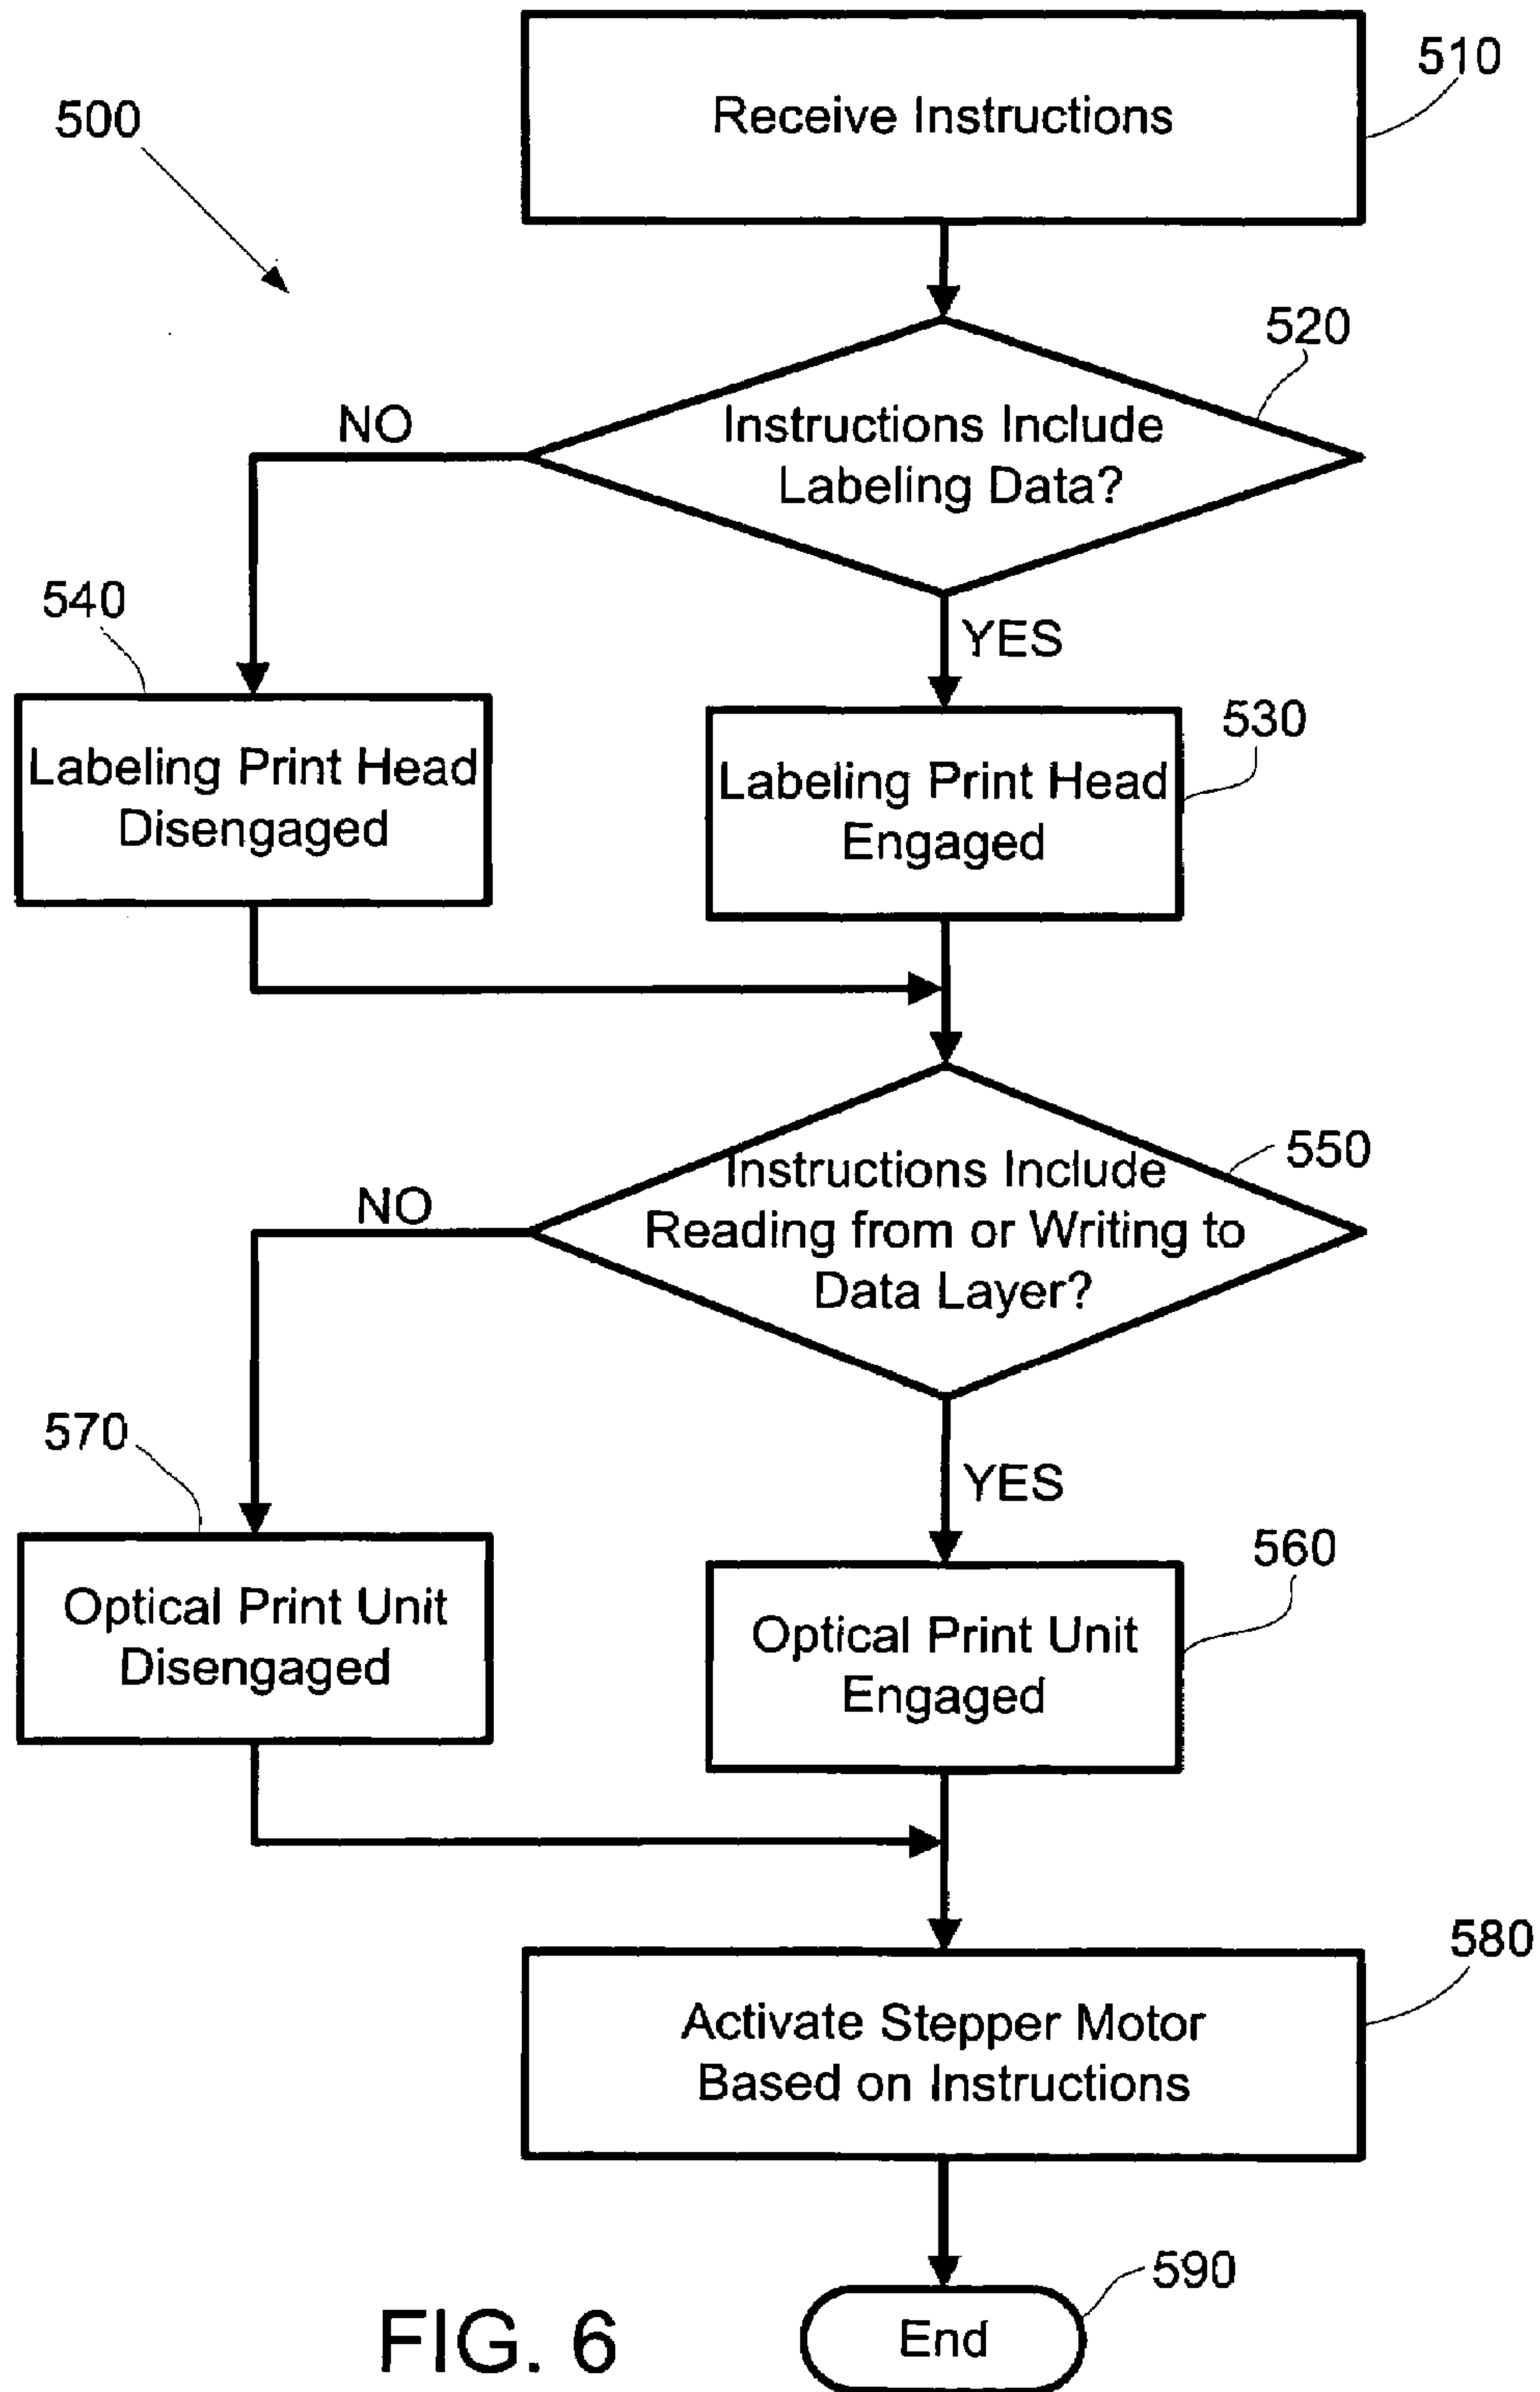 510
Receive Instructions
500
520
Instructions Include
Labeling Data?
NO
YES
540
Labeling Print Head
Disengaged
530
Labeling Print Head
Engaged
550
Instructions Include
Reading from or Writing to
Data Layer?
NO
YES
570
Optical Print Unit
Disengaged
560
Optical Print Unit
Engaged
580
Activate Stepper Motor
Based on Instructions
590
End
FIG. 6